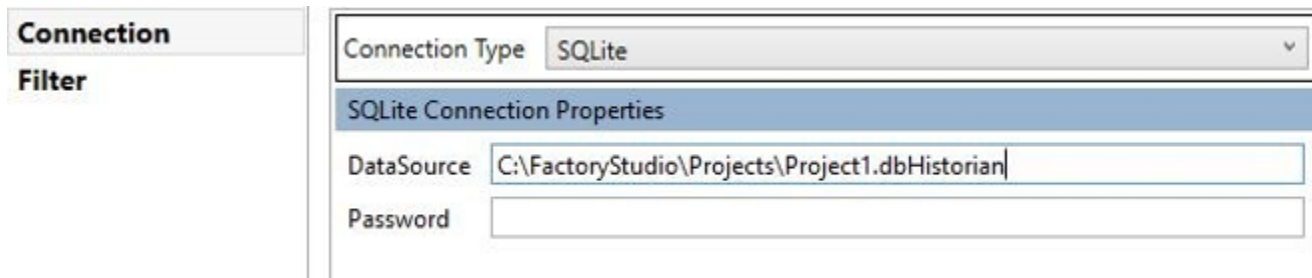 Connection
Filter
Connection Type SQLite
SQLite Connection Properties
DataSource C:\FactoryStudio\Projects\Project1.dbHistorian
Password